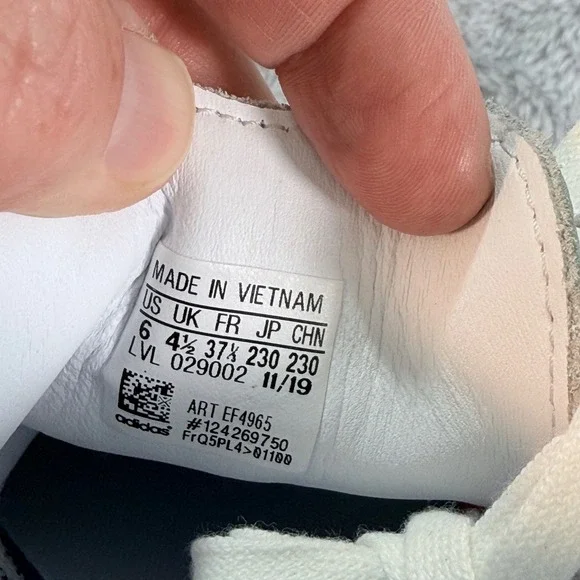 MADE IN VIETNAM
US UK FR JP CHN
6 4½ 37⅓ 230 230
LVL 029002 11/19
ART EF4965
#124269750
adidas FrQ5PL4>01100